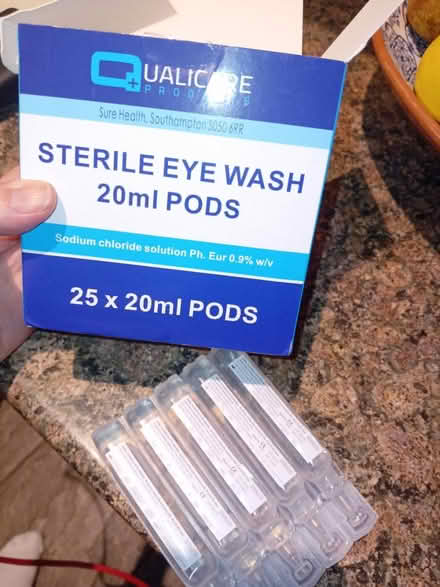 QUALICARE
PRODUCTS
Sure Health, Southampton SO50 6RR
STERILE EYE WASH
20ml PODS
Sodium chloride solution Ph. Eur 0.9% w/v
25 x 20ml PODS